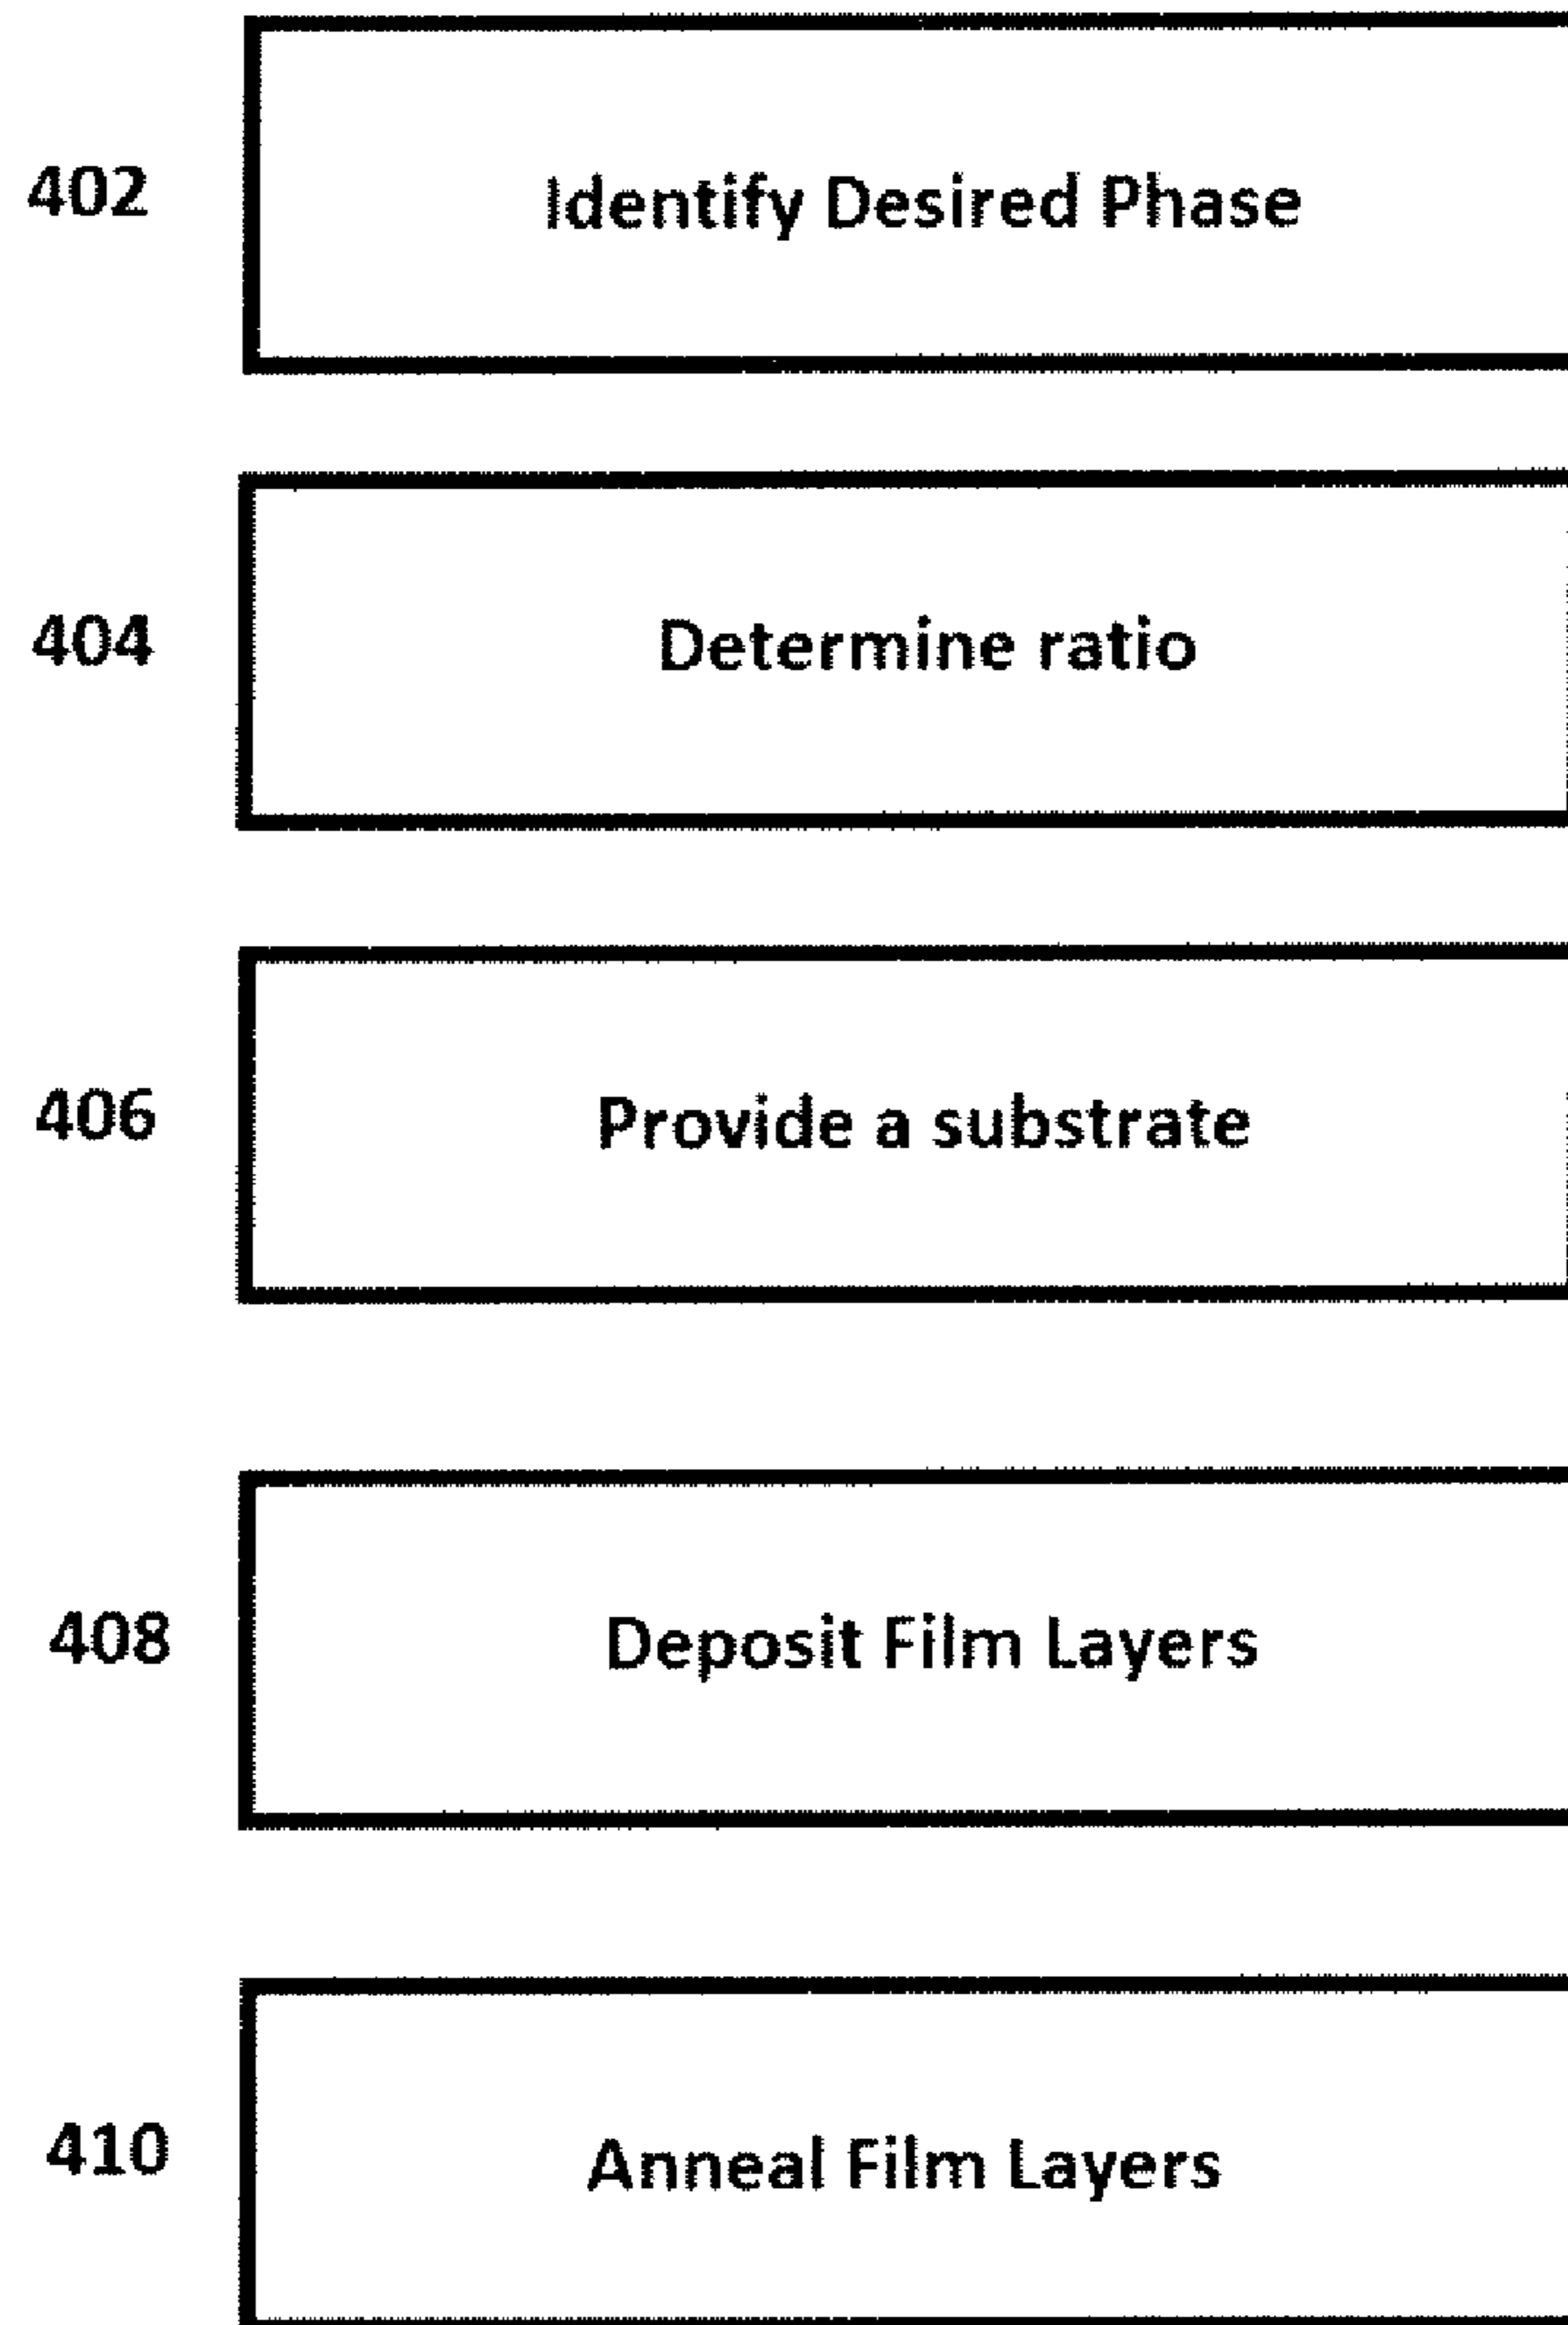 402 Identify Desired Phase
404 Determine ratio
406 Provide a substrate
408 Deposit Film Layers
410 Anneal Film Layers